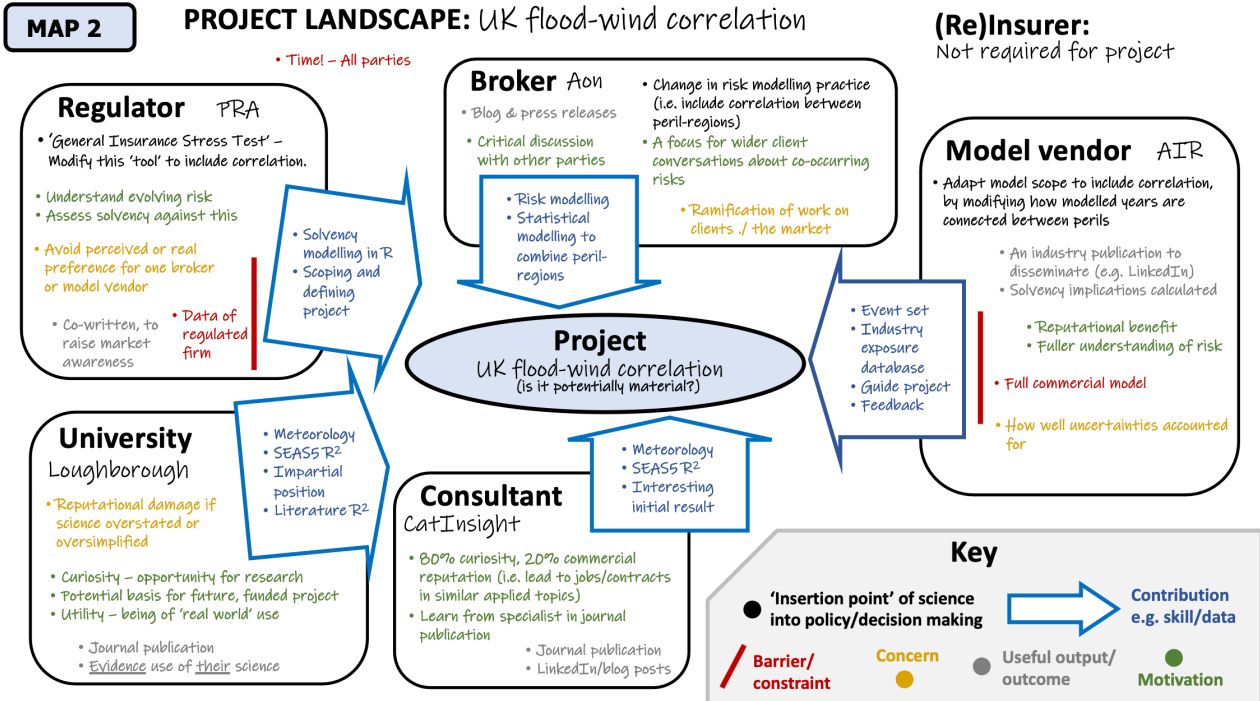 MAP 2
PROJECT LANDSCAPE: UK flood-wind correlation
(Re)Insurer:
Not required for project
• Time! – All parties
Regulator PRA
• 'General Insurance Stress Test' –
Modify this 'tool' to include correlation.
• Understand evolving risk
• Assess solvency against this
• Avoid perceived or real
preference for one broker
or model vendor
• Co-written, to
raise market
awareness
• Data of
regulated
firm
• Solvency
modelling in R
• Scoping and
defining
project
Broker Aon
• Blog & press releases
• Critical discussion
with other parties
• Change in risk modelling practice
(i.e. include correlation between
peril-regions)
• A focus for wider client
conversations about co-occurring
risks
• Ramification of work on
clients ./ the market
• Risk modelling
• Statistical
modelling to
combine peril-
regions
Model vendor AIR
• Adapt model scope to include correlation,
by modifying how modelled years are
connected between perils
• An industry publication to
disseminate (e.g. LinkedIn)
• Solvency implications calculated
• Reputational benefit
• Fuller understanding of risk
• Full commercial model
• How well uncertainties accounted
for
• Event set
• Industry
exposure
database
• Guide project
• Feedback
Project
UK flood-wind correlation
(is it potentially material?)
University
Loughborough
• Reputational damage if
science overstated or
oversimplified
• Curiosity – opportunity for research
• Potential basis for future, funded project
• Utility – being of 'real world' use
• Journal publication
• Evidence use of their science
• Meteorology
• SEAS5 R²
• Impartial
position
• Literature R²
Consultant
CatInsight
• 80% curiosity, 20% commercial
reputation (i.e. lead to jobs/contracts
in similar applied topics)
• Learn from specialist in journal
publication
• Journal publication
• LinkedIn/blog posts
• Meteorology
• SEAS5 R²
• Interesting
initial result
Key
'Insertion point' of science
into policy/decision making
Contribution
e.g. skill/data
Barrier/
constraint
Concern
Useful output/
outcome
Motivation